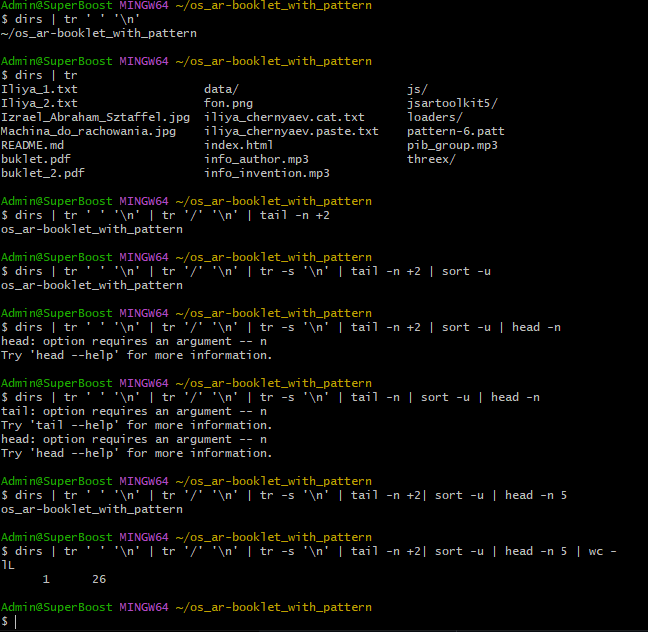 Admin@SuperBoost MINGW64 ~/os_ar-booklet_with_pattern
$ dirs | tr ' ' '\n'
~/os_ar-booklet_with_pattern

Admin@SuperBoost MINGW64 ~/os_ar-booklet_with_pattern
$ dirs | tr
Iliya_1.txt                  data/                       js/
Iliya_2.txt                  fon.png                     jsartoolkit5/
Izrael_Abraham_Sztaffel.jpg  iliya_chernyaev.cat.txt     loaders/
Machina_do_rachowania.jpg    iliya_chernyaev.paste.txt   pattern-6.patt
README.md                    index.html                  pib_group.mp3
buklet.pdf                   info_author.mp3             threex/
buklet_2.pdf                 info_invention.mp3

Admin@SuperBoost MINGW64 ~/os_ar-booklet_with_pattern
$ dirs | tr ' ' '\n' | tr '/' '\n' | tail -n +2
os_ar-booklet_with_pattern

Admin@SuperBoost MINGW64 ~/os_ar-booklet_with_pattern
$ dirs | tr ' ' '\n' | tr '/' '\n' | tr -s '\n' | tail -n +2 | sort -u
os_ar-booklet_with_pattern

Admin@SuperBoost MINGW64 ~/os_ar-booklet_with_pattern
$ dirs | tr ' ' '\n' | tr '/' '\n' | tr -s '\n' | tail -n +2 | sort -u | head -n
head: option requires an argument -- n
Try 'head --help' for more information.

Admin@SuperBoost MINGW64 ~/os_ar-booklet_with_pattern
$ dirs | tr ' ' '\n' | tr '/' '\n' | tr -s '\n' | tail -n | sort -u | head -n
tail: option requires an argument -- n
Try 'tail --help' for more information.
head: option requires an argument -- n
Try 'head --help' for more information.

Admin@SuperBoost MINGW64 ~/os_ar-booklet_with_pattern
$ dirs | tr ' ' '\n' | tr '/' '\n' | tr -s '\n' | tail -n +2| sort -u | head -n 5
os_ar-booklet_with_pattern

Admin@SuperBoost MINGW64 ~/os_ar-booklet_with_pattern
$ dirs | tr ' ' '\n' | tr '/' '\n' | tr -s '\n' | tail -n +2| sort -u | head -n 5 | wc -
lL
      1      26

Admin@SuperBoost MINGW64 ~/os_ar-booklet_with_pattern
$